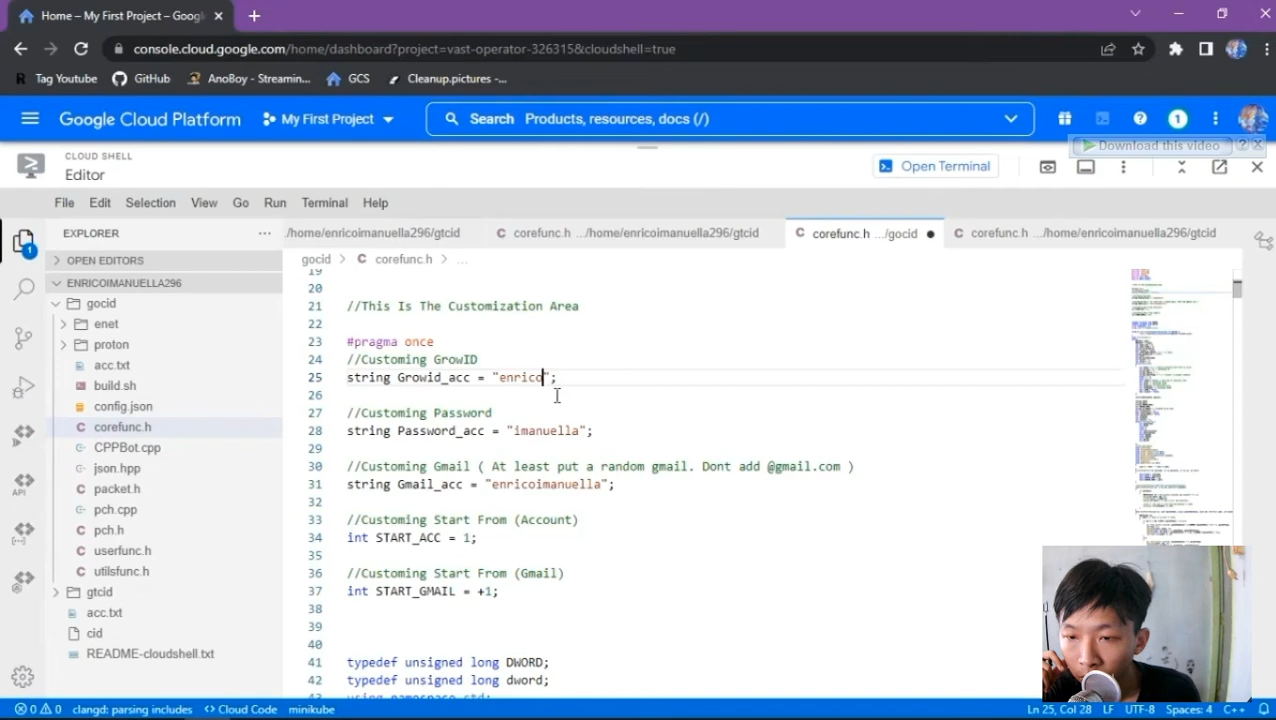 Home – My First Project – Googl
console.cloud.google.com/home/dashboard?project=vast-operator-326315&cloudshell=true
Tag Youtube GitHub AnoBoy - Streamin... GCS Cleanup.pictures -...
Google Cloud Platform My First Project Search Products, resources, docs (/) 1
Download this video ?
CLOUD SHELL
Editor
Open Terminal
File Edit Selection View Go Run Terminal Help
EXPLORER
./home/enricoimanuella296/gtcid corefunc.h .../home/enricoimanuella296/gtcid corefunc.h .../gocid corefunc.h .../home/enricoimanuella296/gtcid
OPEN EDITORS
gocid corefunc.h ...
ENRICOIMANUELLA296
gocid
enet
proton
acc.txt
build.sh
config.json
corefunc.h
CPPBot.cpp
json.hpp
packet.h
pch.cpp
pch.h
userfunc.h
utilsfunc.h
gtcid
acc.txt
cid
README-cloudshell.txt
API
19
20
21 //This Is The Customization Area
22
23 #pragma once
24 //Customing GrowID
25 string Growid_acc = "enrico";
26
27 //Customing Password
28 string Password_acc = "imanuella";
29
30 //Customing Gmail ( At least put a random gmail. Dont add @gmail.com )
31 string Gmail = "enricoimanuella";
32
33 //Customing Start From (Account)
34 int START_ACC = 1;
35
36 //Customing Start From (Gmail)
37 int START_GMAIL = +1;
38
39
40
41 typedef unsigned long DWORD;
42 typedef unsigned long dword;
43 using namespace std;
0 0 clangd: parsing includes Cloud Code minikube Ln 25, Col 28 LF UTF-8 Spaces: 4 C++